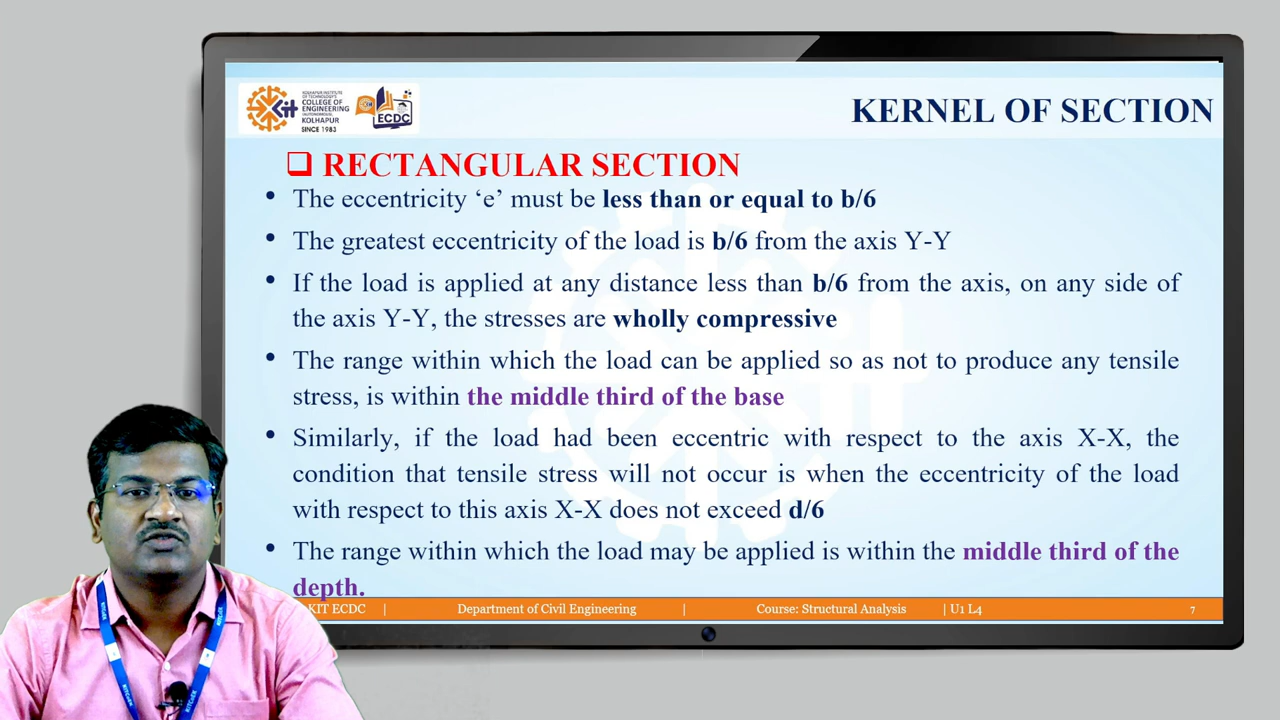 KOLHAPUR INSTITUTE
OF TECHNOLOGY'S
COLLEGE OF
ENGINEERING
(AUTONOMOUS),
KOLHAPUR
SINCE 1983
ECDC
KERNEL OF SECTION
❑ RECTANGULAR SECTION
• The eccentricity ‘e’ must be less than or equal to b/6
• The greatest eccentricity of the load is b/6 from the axis Y-Y
• If the load is applied at any distance less than b/6 from the axis, on any side of
the axis Y-Y, the stresses are wholly compressive
• The range within which the load can be applied so as not to produce any tensile
stress, is within the middle third of the base
• Similarly, if the load had been eccentric with respect to the axis X-X, the
condition that tensile stress will not occur is when the eccentricity of the load
with respect to this axis X-X does not exceed d/6
• The range within which the load may be applied is within the middle third of the
depth.
KIT ECDC | Department of Civil Engineering | Course: Structural Analysis | U1 L4 7